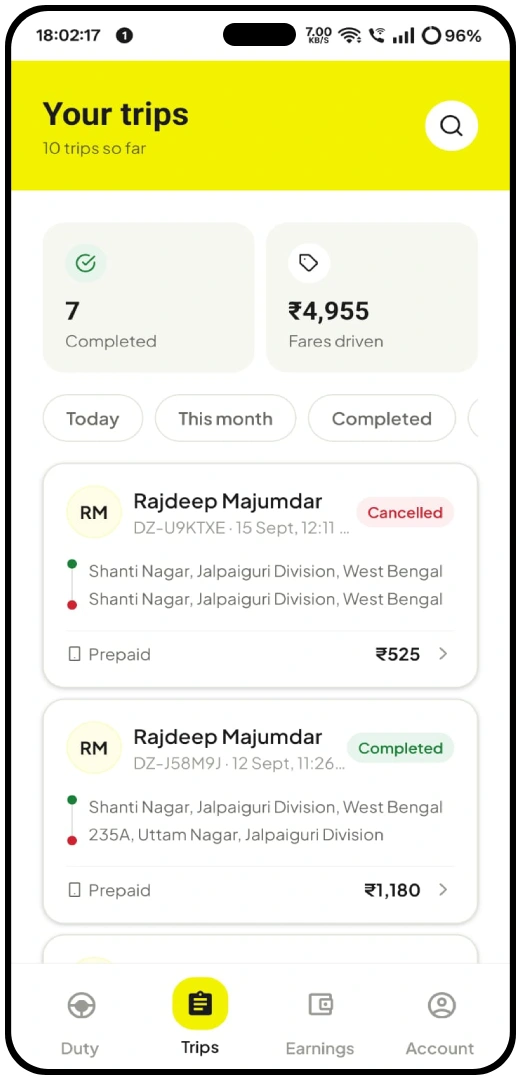 18:02:17
1
7.00
KB/S
96%
Your trips
10 trips so far
7
Completed
₹4,955
Fares driven
Today
This month
Completed
RM
Rajdeep Majumdar
DZ-U9KTXE · 15 Sept, 12:11 ...
Cancelled
Shanti Nagar, Jalpaiguri Division, West Bengal
Shanti Nagar, Jalpaiguri Division, West Bengal
Prepaid
₹525
RM
Rajdeep Majumdar
DZ-J58M9J · 12 Sept, 11:26...
Completed
Shanti Nagar, Jalpaiguri Division, West Bengal
235A, Uttam Nagar, Jalpaiguri Division
Prepaid
₹1,180
Duty
Trips
Earnings
Account